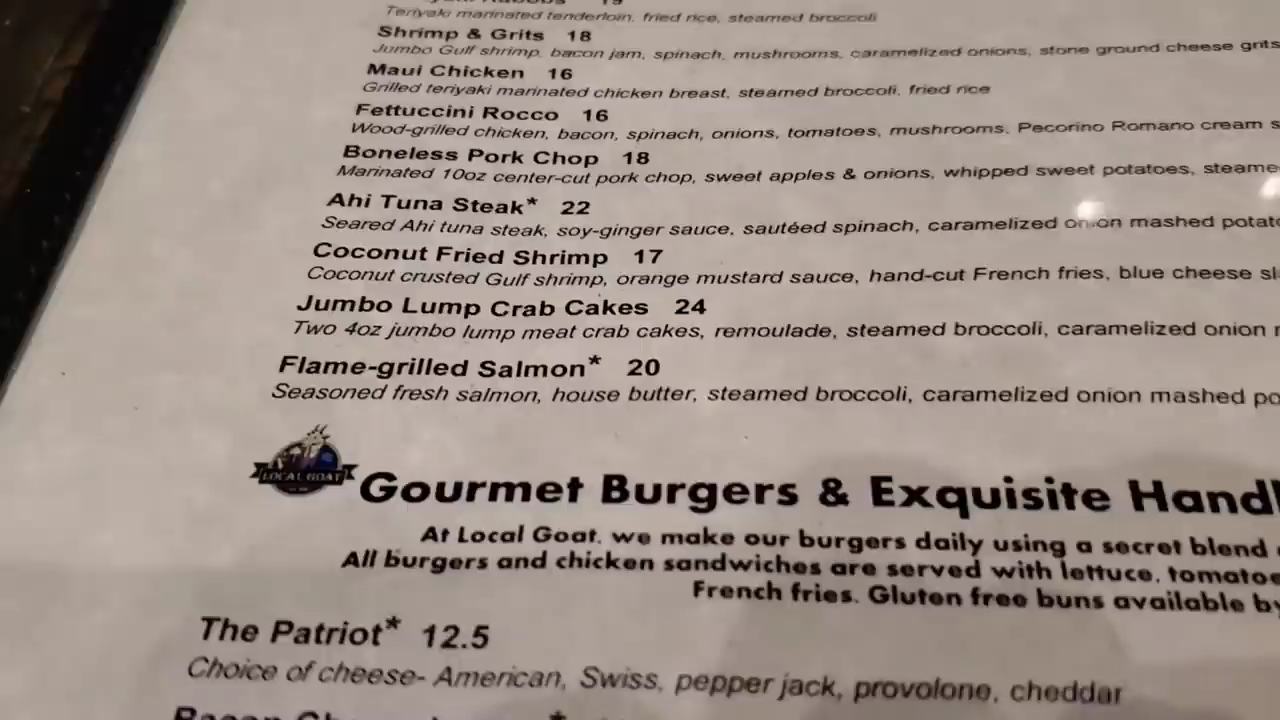 19
Teriyaki marinated tenderloin, fried rice, steamed broccoli
Shrimp & Grits 18
Jumbo Gulf shrimp, bacon jam, spinach, mushrooms, caramelized onions, stone ground cheese grits
Maui Chicken 16
Grilled teriyaki marinated chicken breast, steamed broccoli, fried rice
Fettuccini Rocco 16
Wood-grilled chicken, bacon, spinach, onions, tomatoes, mushrooms, Pecorino Romano cream s
Boneless Pork Chop 18
Marinated 10oz center-cut pork chop, sweet apples & onions, whipped sweet potatoes, steame
Ahi Tuna Steak* 22
Seared Ahi tuna steak, soy-ginger sauce, sautéed spinach, caramelized onion mashed potato
Coconut Fried Shrimp 17
Coconut crusted Gulf shrimp, orange mustard sauce, hand-cut French fries, blue cheese sl
Jumbo Lump Crab Cakes 24
Two 4oz jumbo lump meat crab cakes, remoulade, steamed broccoli, caramelized onion
Flame-grilled Salmon* 20
Seasoned fresh salmon, house butter, steamed broccoli, caramelized onion mashed po
LOCAL GOAT
Gourmet Burgers & Exquisite Hand
At Local Goat, we make our burgers daily using a secret blend
All burgers and chicken sandwiches are served with lettuce, tomatoe
French fries. Gluten free buns available by
The Patriot* 12.5
Choice of cheese- American, Swiss, pepper jack, provolone, cheddar